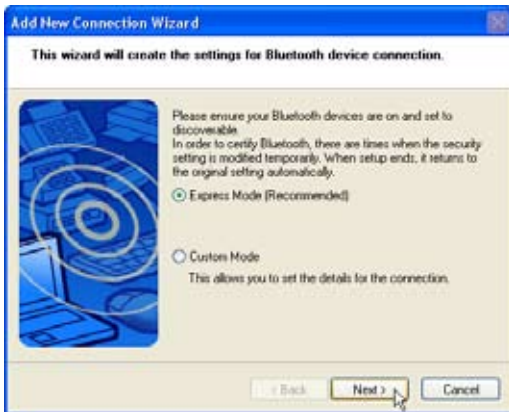 Add New Connection Wizard
This wizard will create the settings for Bluetooth device connection.
Please ensure your Bluetooth devices are on and set to
discoverable.
In order to certify Bluetooth, there are times when the security
setting is modified temporarily. When setup ends, it returns to
the original setting automatically.
Express Mode (Recommended)
Custom Mode
This allows you to set the details for the connection.
< Back Next > Cancel